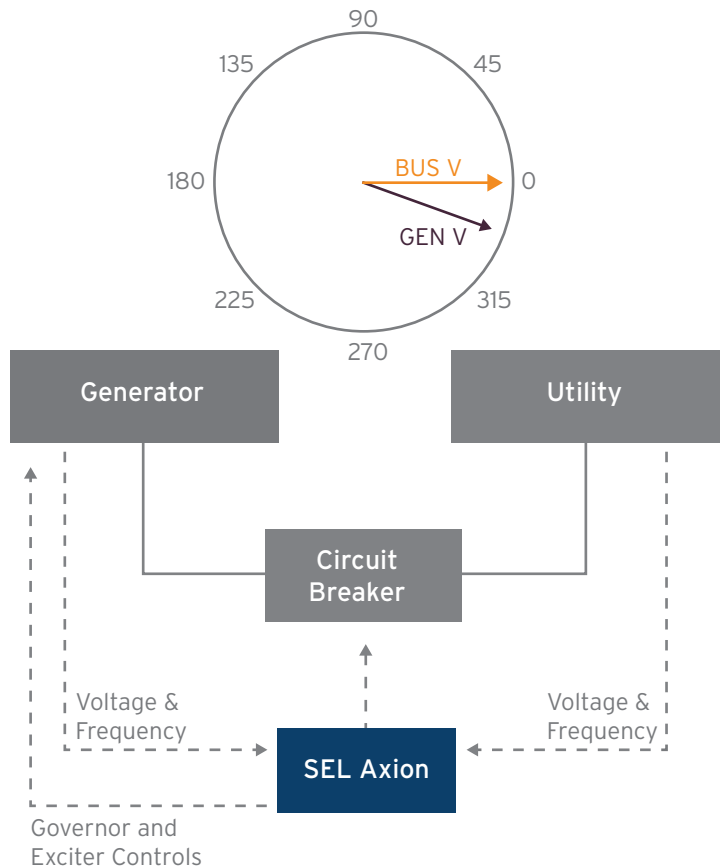 90
135
45
BUS V
180
0
GEN V
225
315
270
Generator
Utility
Circuit
Breaker
Voltage &
Frequency
Voltage &
Frequency
SEL Axion
Governor and
Exciter Controls